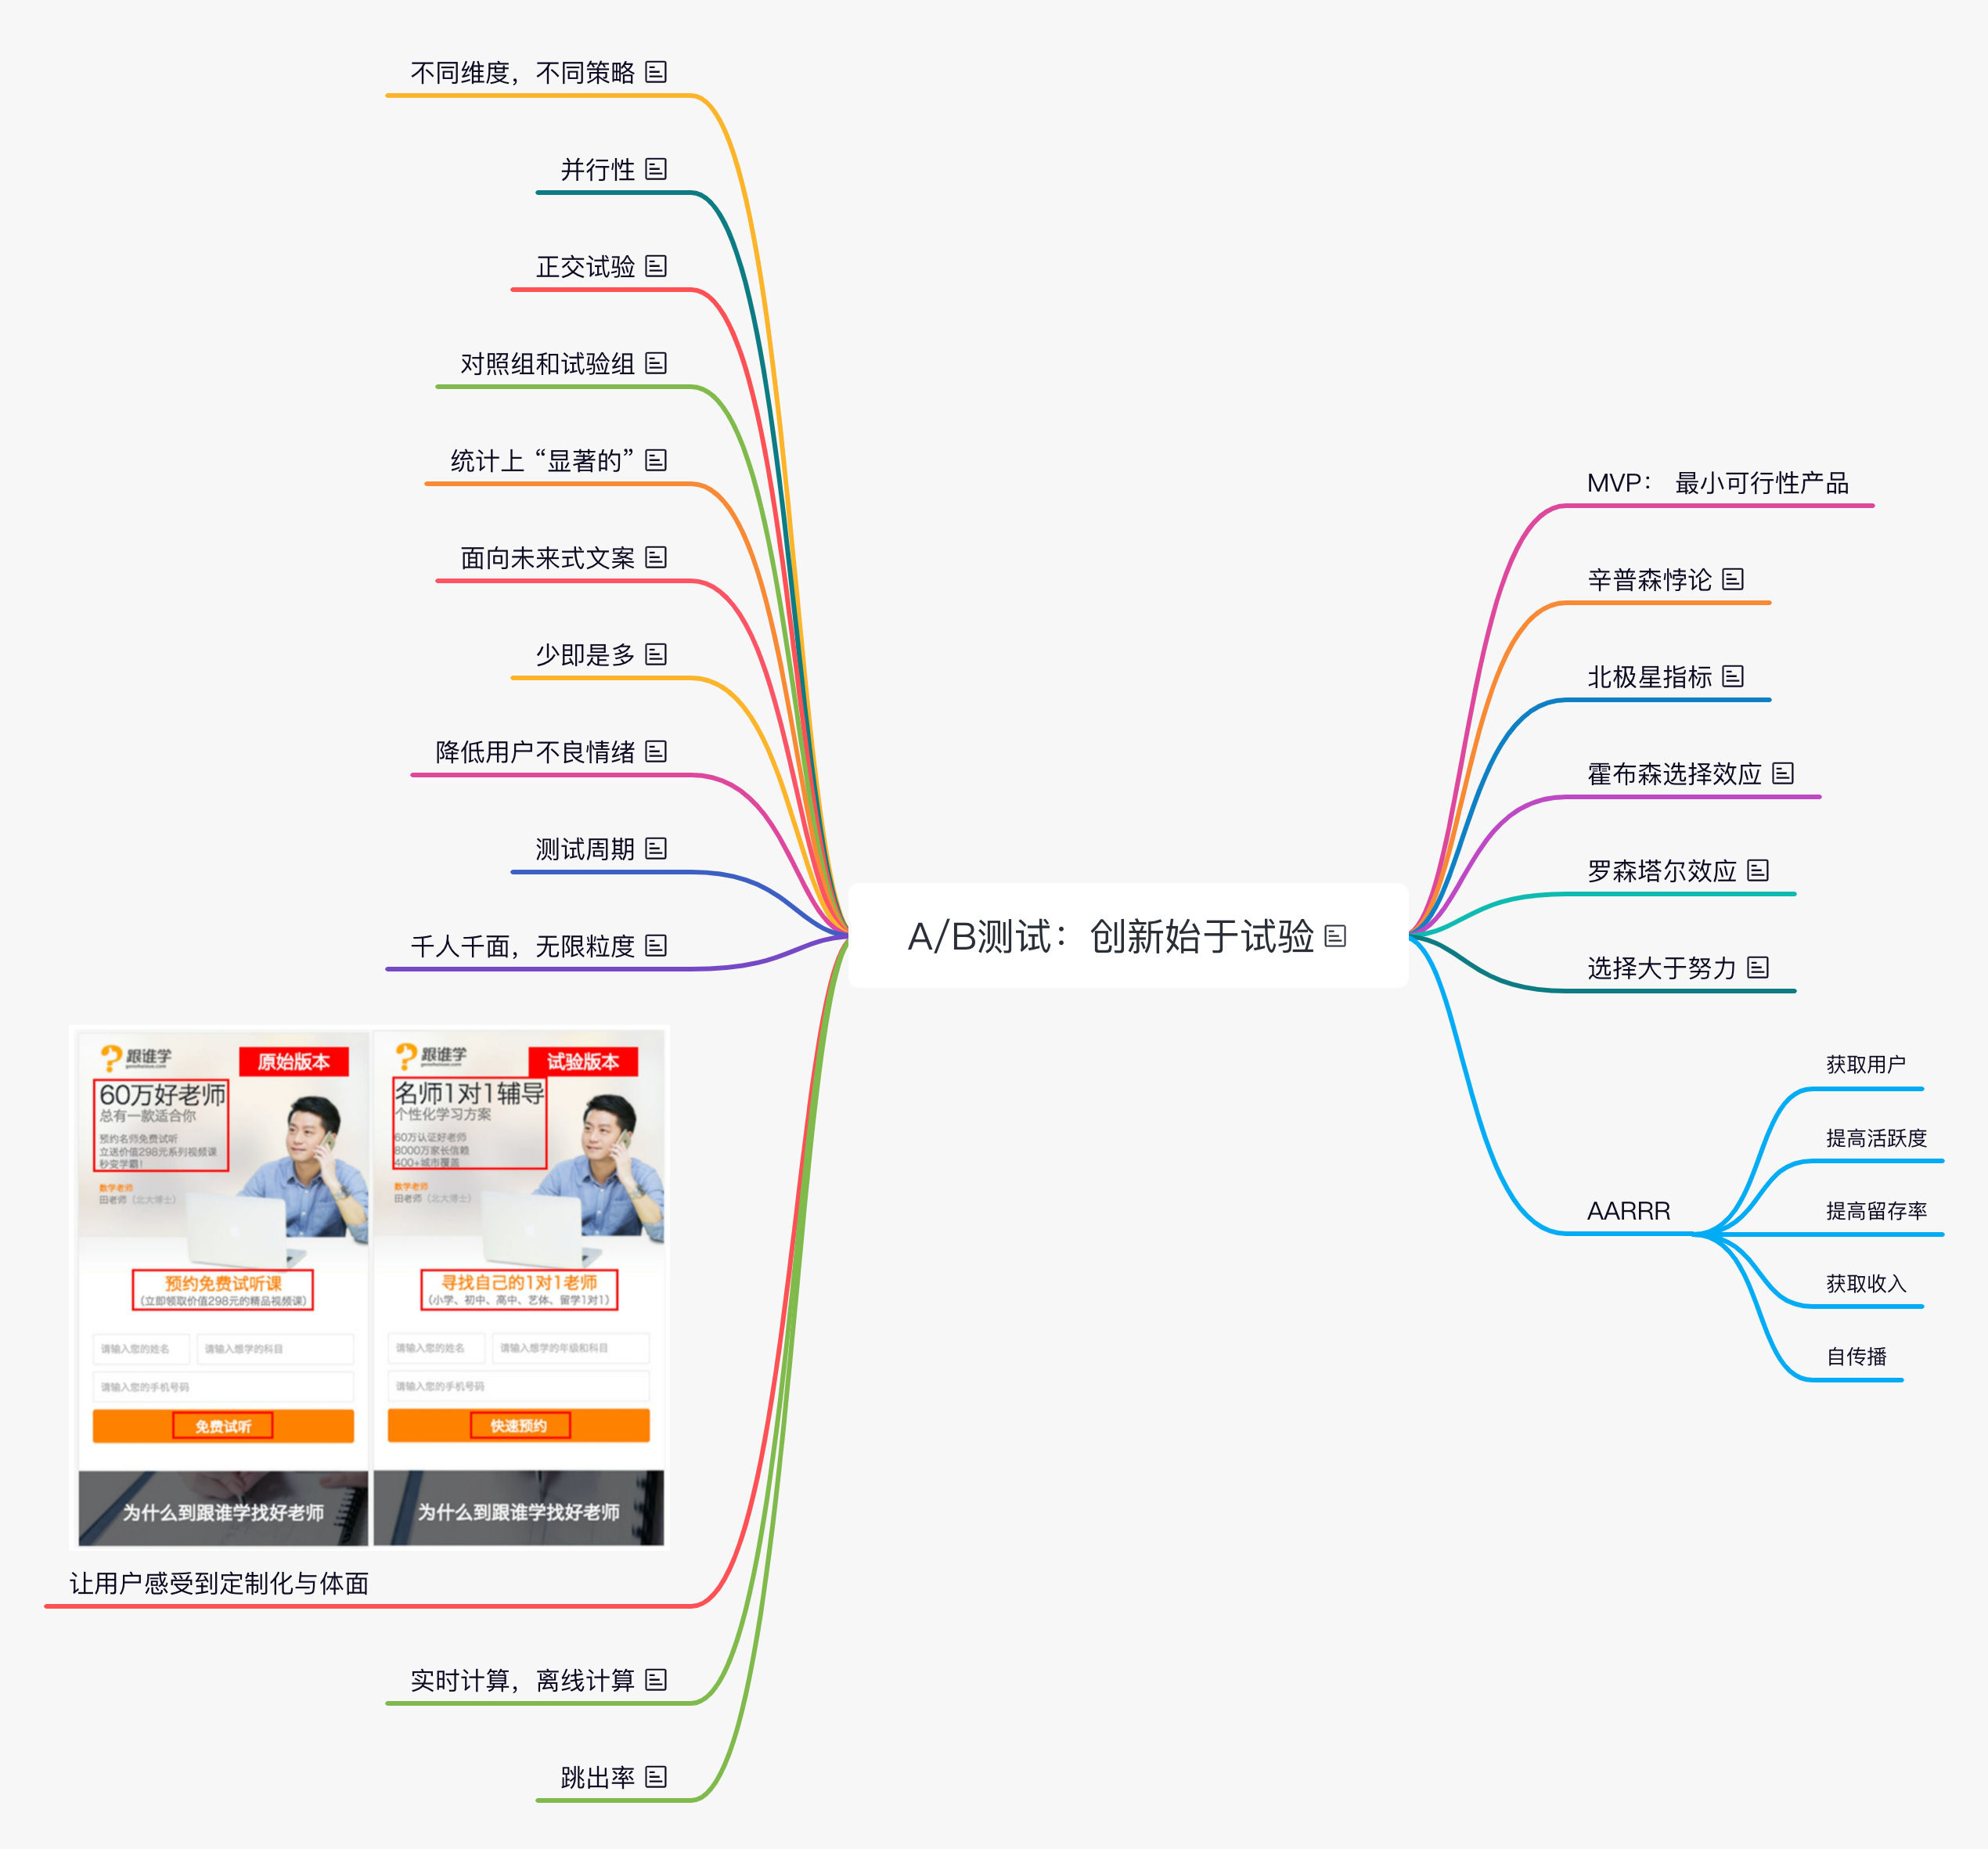 不同维度，不同策略
并行性
正交试验
对照组和试验组
统计上 “显著的”
面向未来式文案
少即是多
降低用户不良情绪
测试周期
千人千面，无限粒度
跟谁学
原始版本
60万好老师
总有一款适合你
预约名师免费试听
立送价值298元系列视频课
秒变学霸！
数学老师
田老师（北大博士）
预约免费试听课
（立即领取价值298元的精品视频课）
请输入您的姓名
请输入想学的科目
请输入您的手机号码
免费试听
为什么到跟谁学找好老师
跟谁学
试验版本
名师1对1辅导
个性化学习方案
60万认证好老师
8000万家长信赖
400+城市覆盖
数学老师
田老师（北大博士）
寻找自己的1对1老师
（小学、初中、高中、艺体、留学1对1）
请输入您的姓名
请输入想学的年级和科目
请输入您的手机号码
快速预约
为什么到跟谁学找好老师
让用户感受到定制化与体面
实时计算，离线计算
跳出率
A/B测试：创新始于试验
MVP： 最小可行性产品
辛普森悖论
北极星指标
霍布森选择效应
罗森塔尔效应
选择大于努力
AARRR
获取用户
提高活跃度
提高留存率
获取收入
自传播